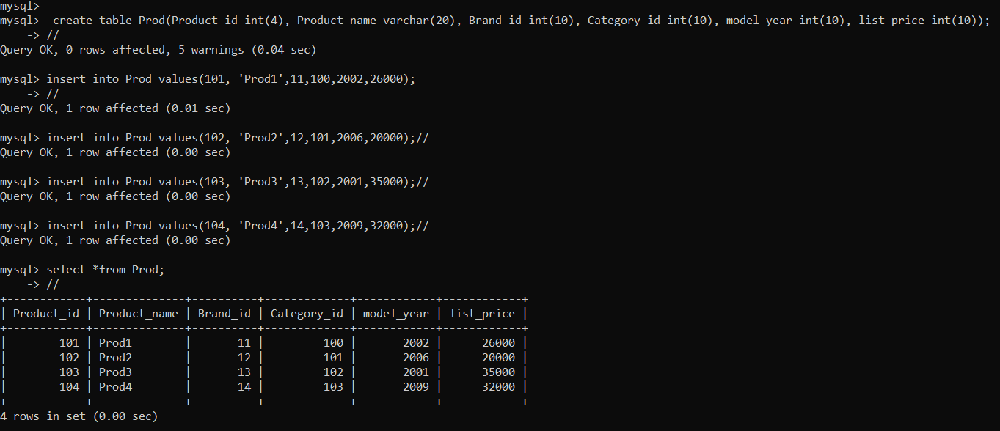 mysql>
mysql>  create table Prod(Product_id int(4), Product_name varchar(20), Brand_id int(10), Category_id int(10), model_year int(10), list_price int(10));
    -> //
Query OK, 0 rows affected, 5 warnings (0.04 sec)

mysql> insert into Prod values(101, 'Prod1',11,100,2002,26000);
    -> //
Query OK, 1 row affected (0.01 sec)

mysql> insert into Prod values(102, 'Prod2',12,101,2006,20000);//
Query OK, 1 row affected (0.00 sec)

mysql> insert into Prod values(103, 'Prod3',13,102,2001,35000);//
Query OK, 1 row affected (0.00 sec)

mysql> insert into Prod values(104, 'Prod4',14,103,2009,32000);//
Query OK, 1 row affected (0.00 sec)

mysql> select *from Prod;
    -> //
+------------+--------------+----------+-------------+------------+------------+
| Product_id | Product_name | Brand_id | Category_id | model_year | list_price |
+------------+--------------+----------+-------------+------------+------------+
|        101 | Prod1        |       11 |         100 |       2002 |      26000 |
|        102 | Prod2        |       12 |         101 |       2006 |      20000 |
|        103 | Prod3        |       13 |         102 |       2001 |      35000 |
|        104 | Prod4        |       14 |         103 |       2009 |      32000 |
+------------+--------------+----------+-------------+------------+------------+
4 rows in set (0.00 sec)